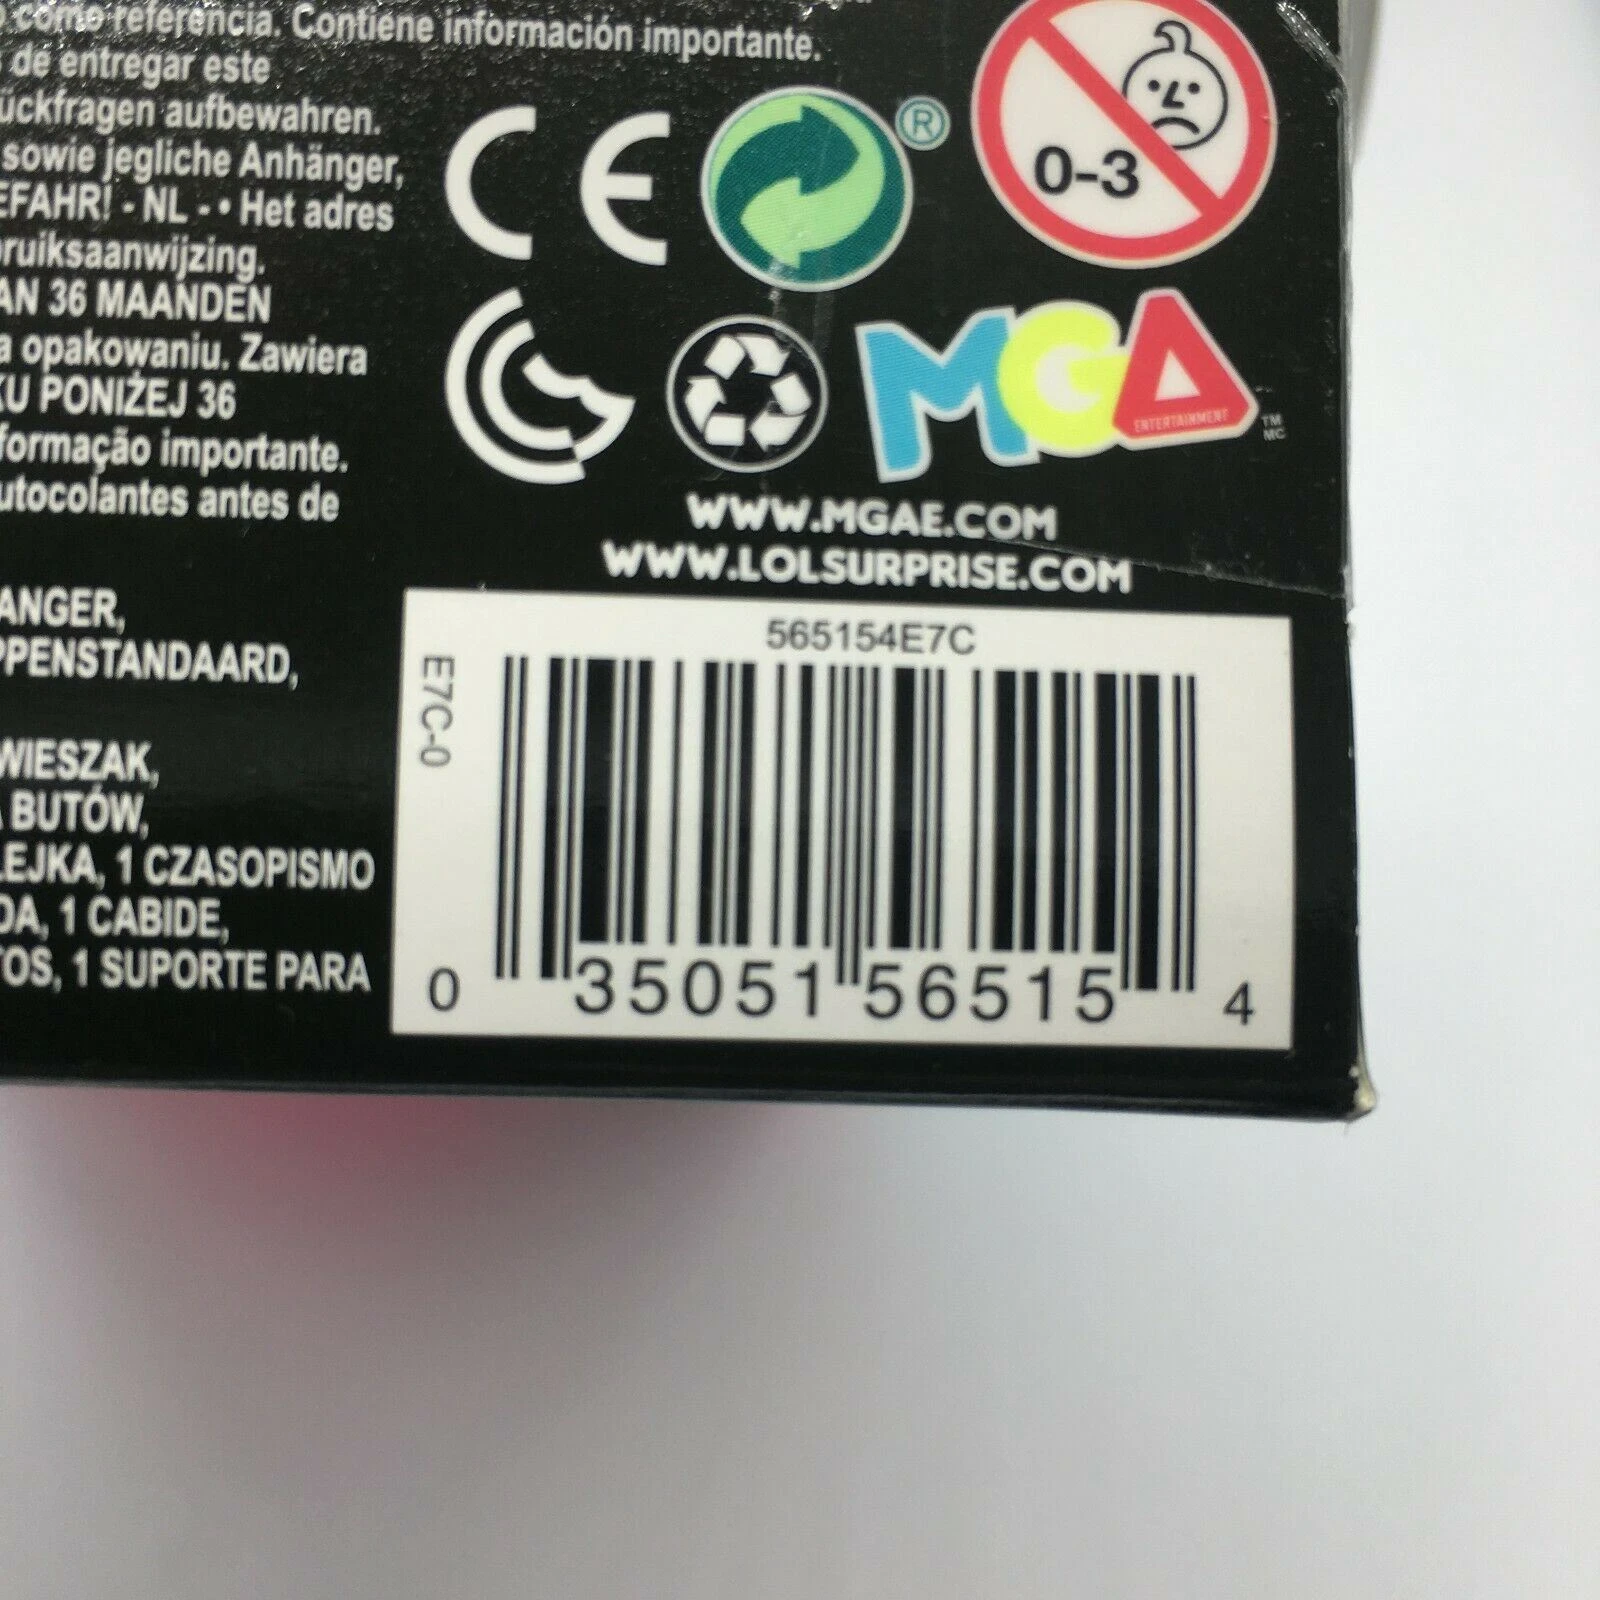 como referencia. Contiene información importante.
de entregar este
ückfragen aufbewahren.
sowie jegliche Anhänger,
EFAHR! - NL - • Het adres
ruiksaanwijzing.
AN 36 MAANDEN
a opakowaniu. Zawiera
KU PONIŻEJ 36
formação importante.
utocolantes antes de
ANGER,
PPENSTANDAARD,
WIESZAK,
BUTÓW,
LEJKA, 1 CZASOPISMO
DA, 1 CABIDE,
TOS, 1 SUPORTE PARA
CE
®
0-3
MGA
ENTERTAINMENT
TM
MC
WWW.MGAE.COM
WWW.LOLSURPRISE.COM
565154E7C
E7C-0
0 35051 56515 4